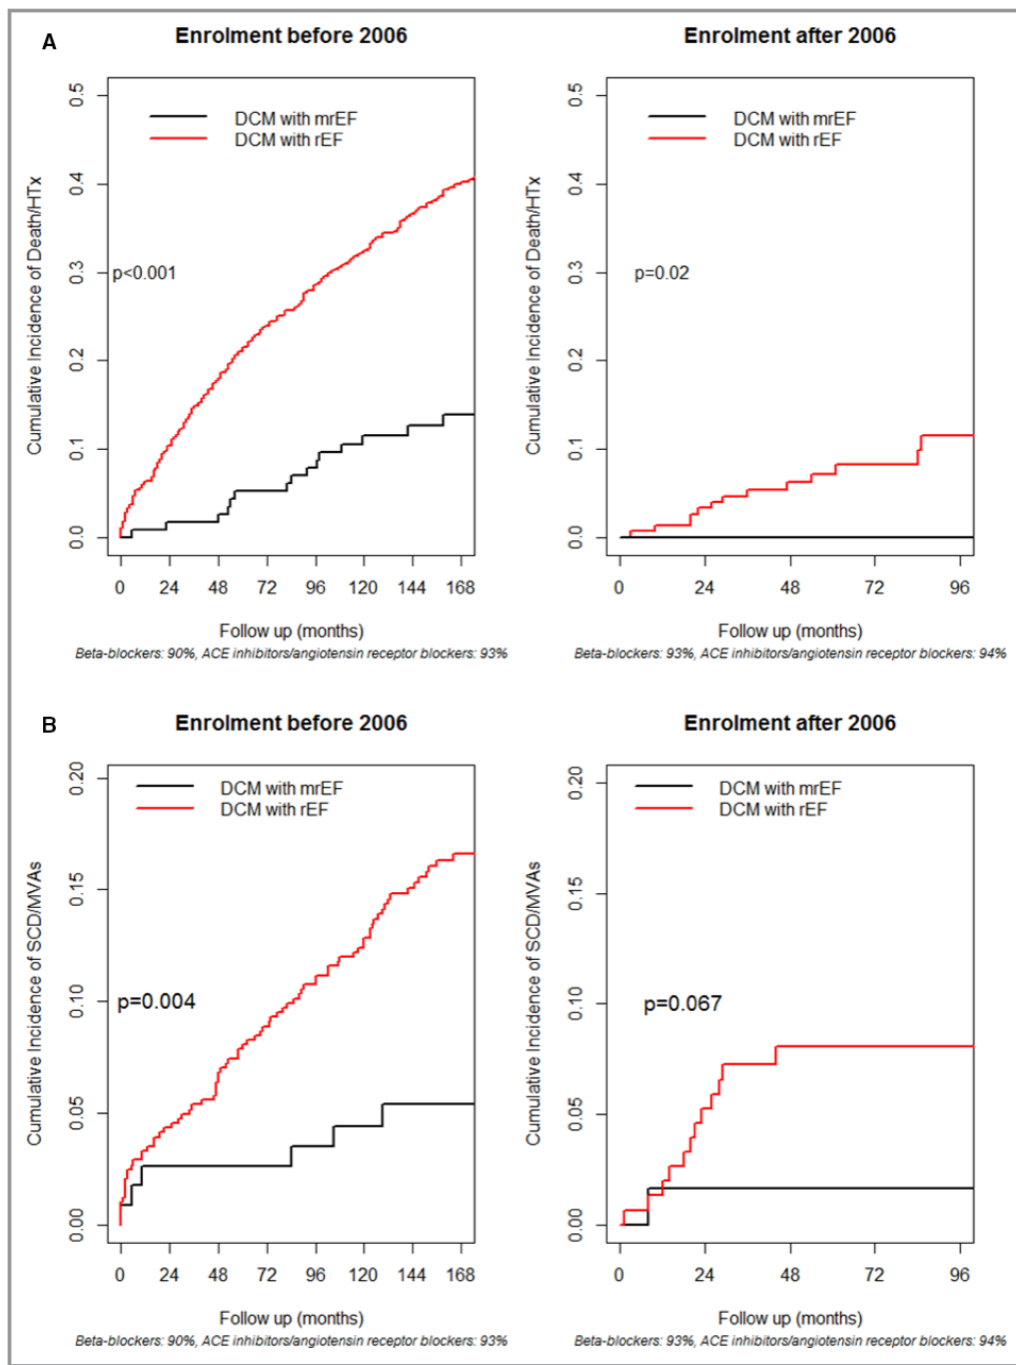 A
Enrolment before 2006
Enrolment after 2006
DCM with mrEF
DCM with rEF
p<0.001
Cumulative Incidence of Death/HTx
0.0 0.1 0.2 0.3 0.4 0.5
0 24 48 72 96 120 144 168
Follow up (months)
Beta-blockers: 90%, ACE inhibitors/angiotensin receptor blockers: 93%
DCM with mrEF
DCM with rEF
p=0.02
Cumulative Incidence of Death/HTx
0.0 0.1 0.2 0.3 0.4 0.5
0 24 48 72 96
Follow up (months)
Beta-blockers: 93%, ACE inhibitors/angiotensin receptor blockers: 94%
B
Enrolment before 2006
Enrolment after 2006
DCM with mrEF
DCM with rEF
p=0.004
Cumulative Incidence of SCD/MVAs
0.00 0.05 0.10 0.15 0.20
0 24 48 72 96 120 144 168
Follow up (months)
Beta-blockers: 90%, ACE inhibitors/angiotensin receptor blockers: 93%
DCM with mrEF
DCM with rEF
p=0.067
Cumulative Incidence of SCD/MVAs
0.00 0.05 0.10 0.15 0.20
0 24 48 72 96
Follow up (months)
Beta-blockers: 93%, ACE inhibitors/angiotensin receptor blockers: 94%